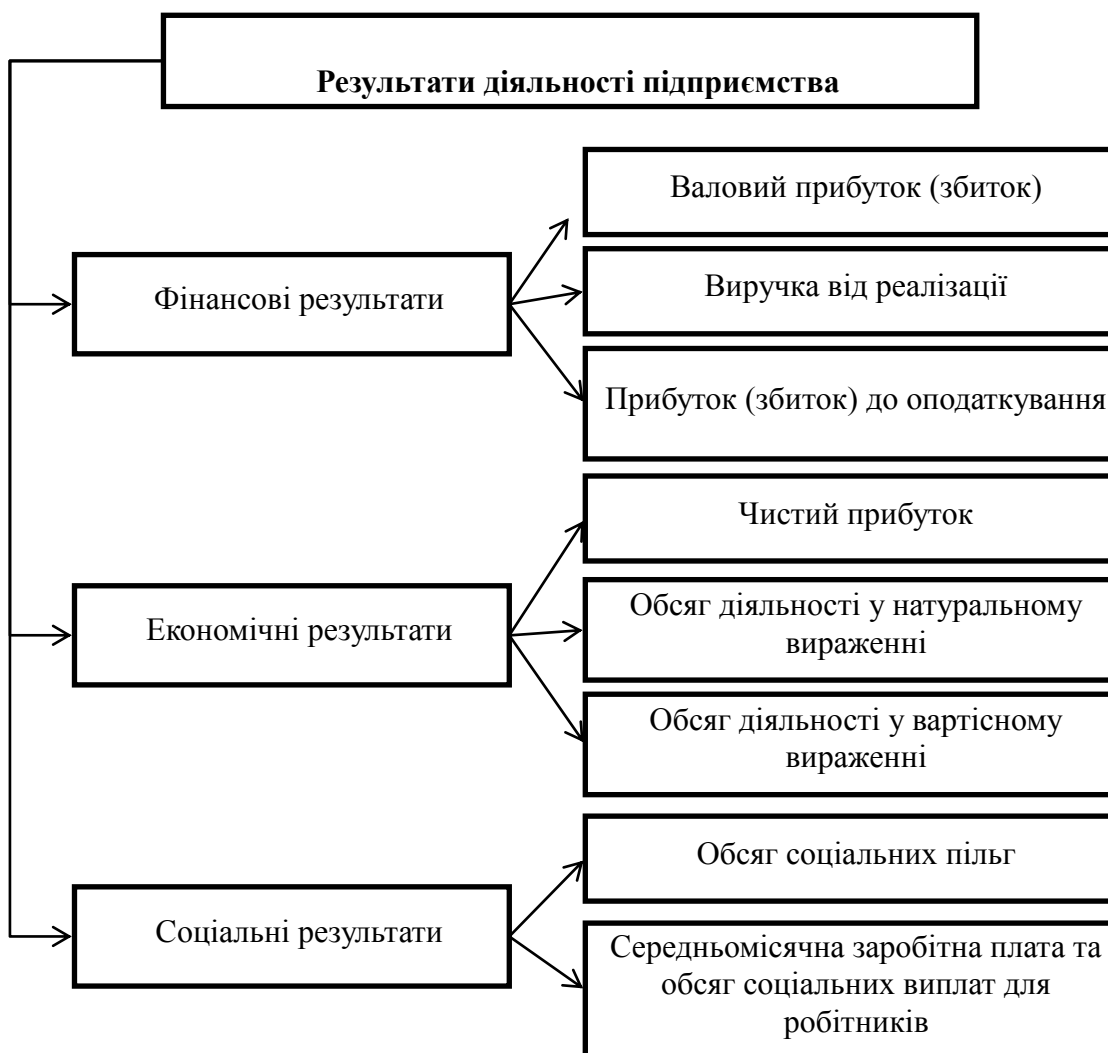 Результати діяльності підприємства
Валовий прибуток (збиток)
Фінансові результати
Виручка від реалізації
Прибуток (збиток) до оподаткування
Чистий прибуток
Економічні результати
Обсяг діяльності у натуральному
вираженні
Обсяг діяльності у вартісному
вираженні
Обсяг соціальних пільг
Соціальні результати
Середньомісячна заробітна плата та
обсяг соціальних виплат для
робітників